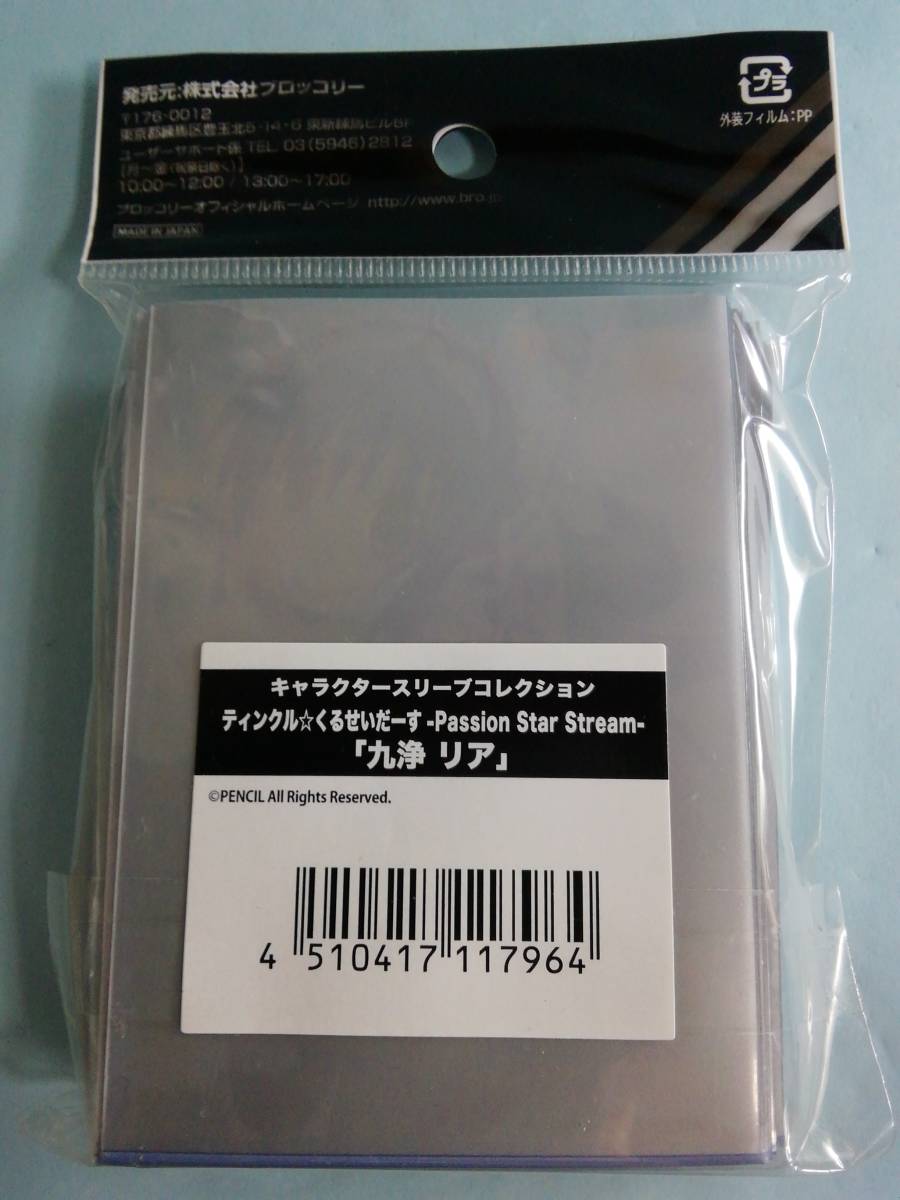 発売元:株式会社ブロッコリー
〒176-0012
東京都練馬区豊玉北5-14-6 新練馬ビル6F
ユーザーサポート係 TEL 03(5946)2812
【月〜金(祝祭日除く)】
10:00〜12:00 / 13:00〜17:00
ブロッコリーオフィシャルホームページ http://www.bro.jp
MADE IN JAPAN
プラ
外装フィルム:PP
キャラクタースリーブコレクション
ティンクル☆くるせいだーす -Passion Star Stream-
「九浄 リア」
©PENCIL All Rights Reserved.
4 510417 117964